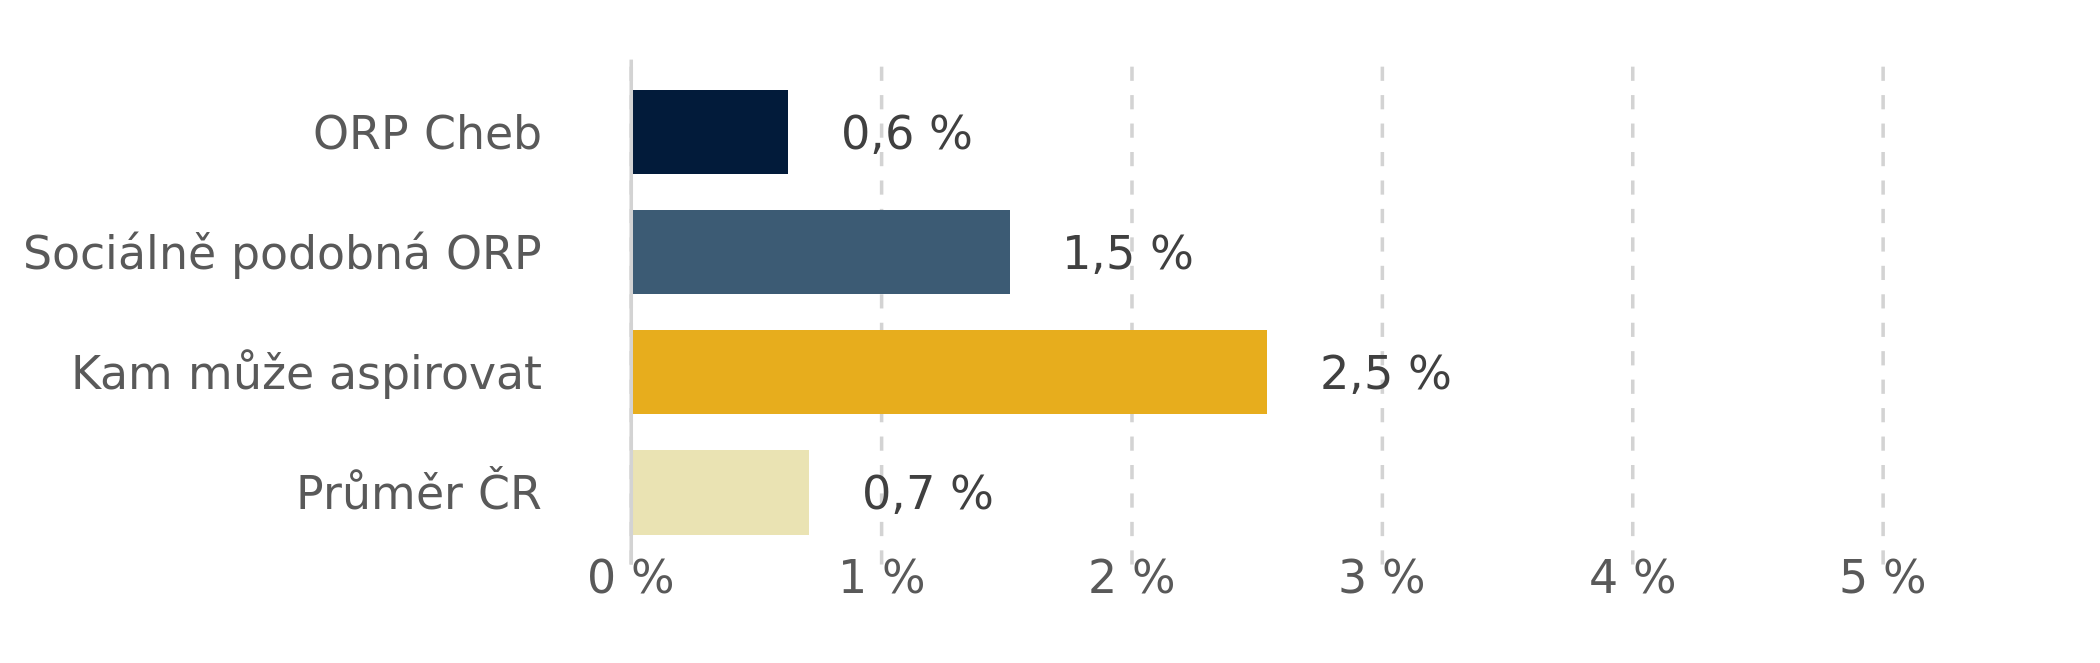 ORP Cheb 0,6 %
Sociálně podobná ORP 1,5 %
Kam může aspirovat 2,5 %
Průměr ČR 0,7 %
0 % 1 % 2 % 3 % 4 % 5 %